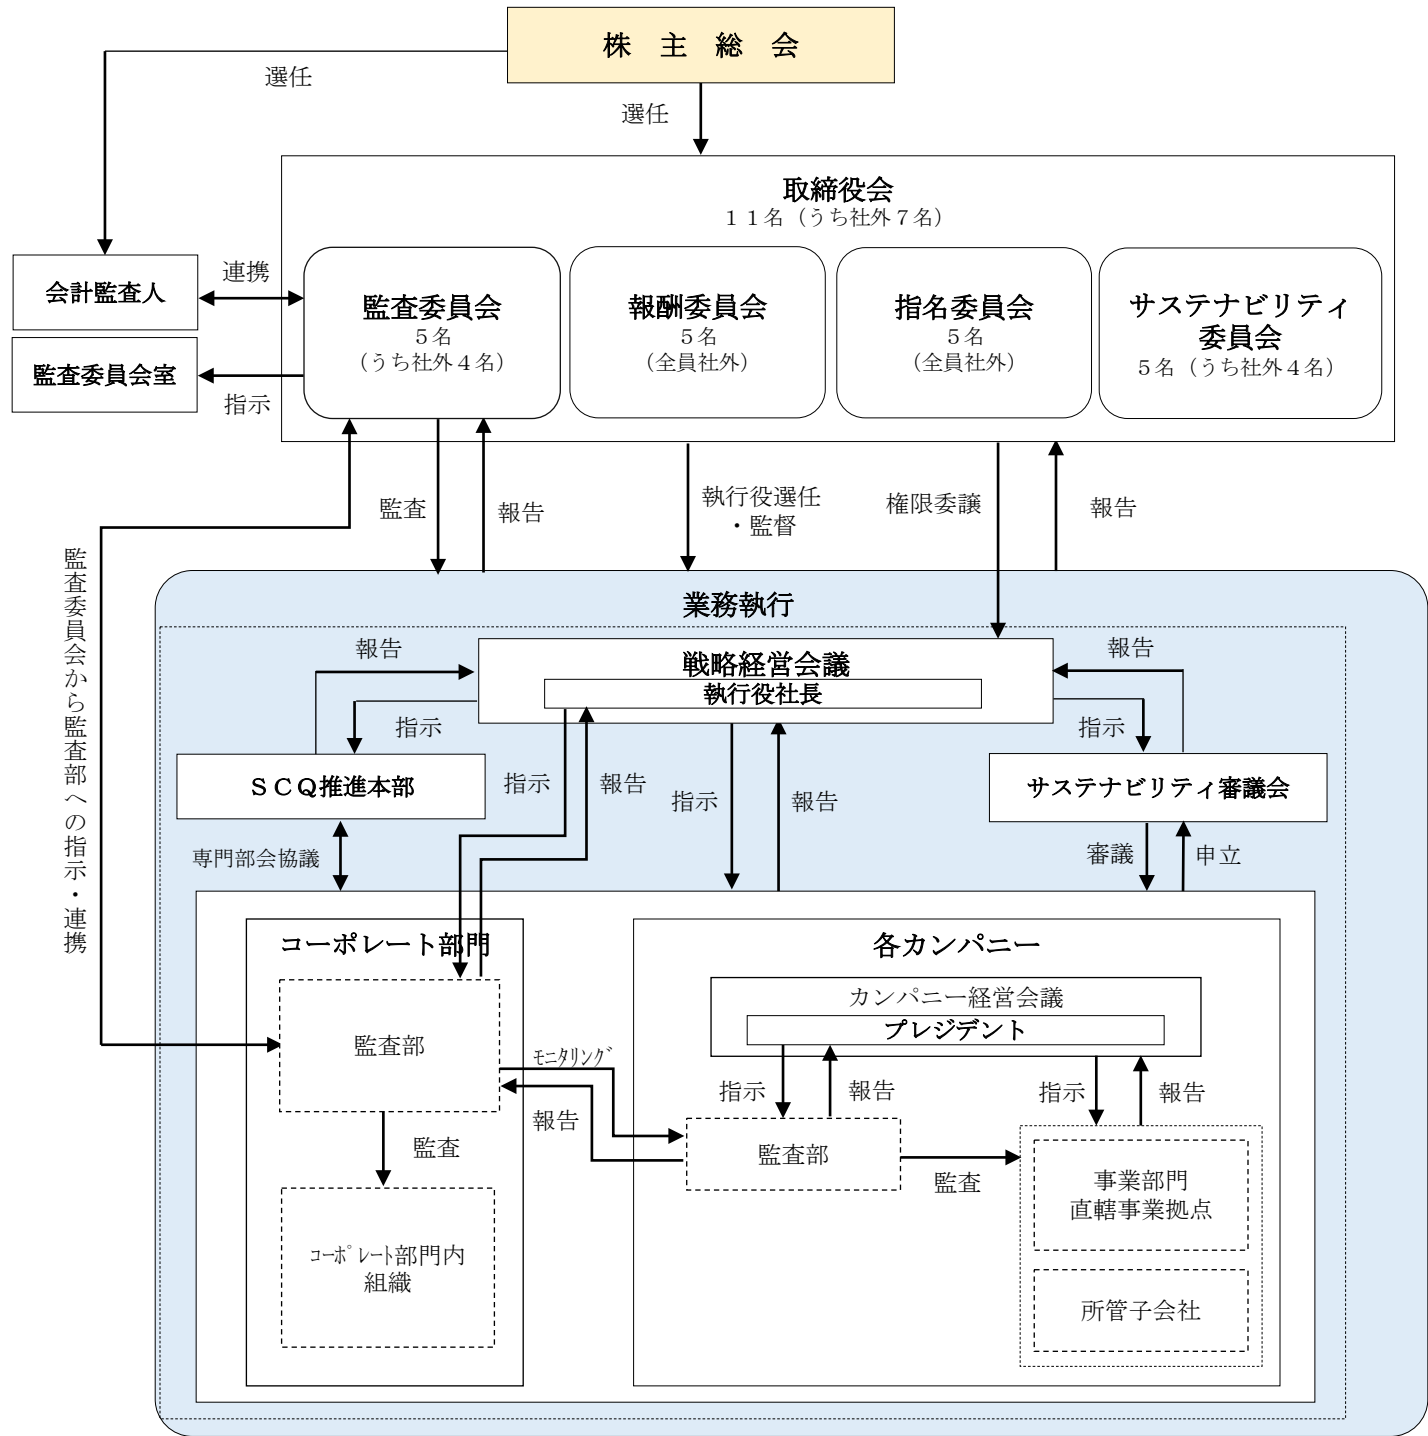 株 主 総 会
選任
選任
取締役会
11名（うち社外7名）
会計監査人
連携
監査委員会
5名
（うち社外4名）
報酬委員会
5名
（全員社外）
指名委員会
5名
（全員社外）
サステナビリティ
委員会
5名（うち社外4名）
監査委員会室
指示
監査
報告
執行役選任
・監督
権限委譲
報告
監査委員会から監査部への指示・連携
業務執行
報告
戦略経営会議
執行役社長
報告
指示
指示
SCQ推進本部
指示
報告
指示
報告
サステナビリティ審議会
専門部会協議
審議
申立
コーポレート部門
各カンパニー
カンパニー経営会議
プレジデント
監査部
モニタリング
報告
指示
報告
指示
報告
監査
監査部
監査
事業部門
直轄事業拠点
コーポレート部門内
組織
所管子会社